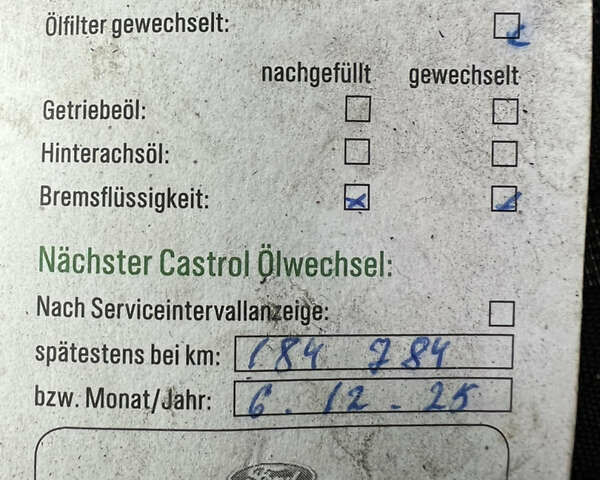 Ölfilter gewechselt:
nachgefüllt gewechselt
Getriebeöl:
Hinterachsöl:
Bremsflüssigkeit:
Nächster Castrol Ölwechsel:
Nach Serviceintervallanzeige:
spätestens bei km: 184 784
bzw. Monat/Jahr: 6.12-25